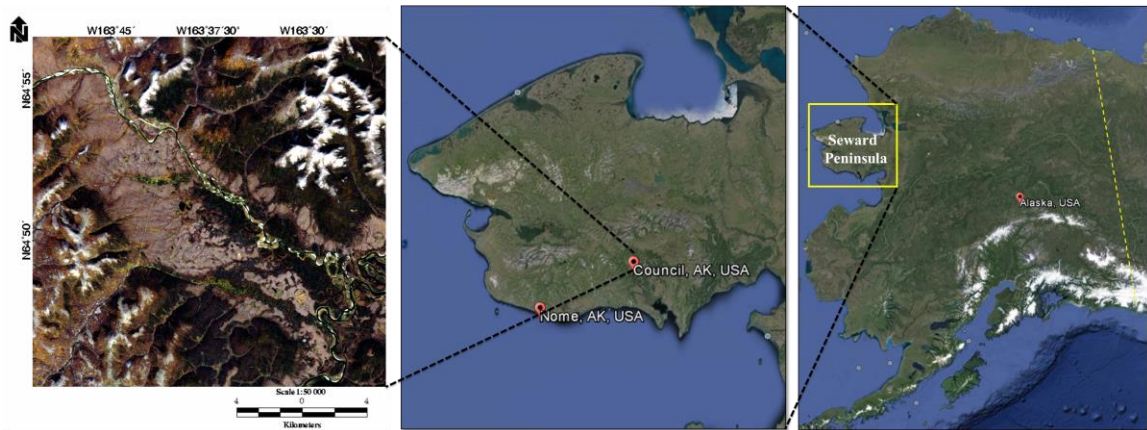 N
W163°45' W163°37'30" W163°30'
N64°55'
N64°50'
Scale 1:50 000
4 0 4
Kilometers
Council, AK, USA
Nome, AK, USA
Seward
Peninsula
Alaska, USA